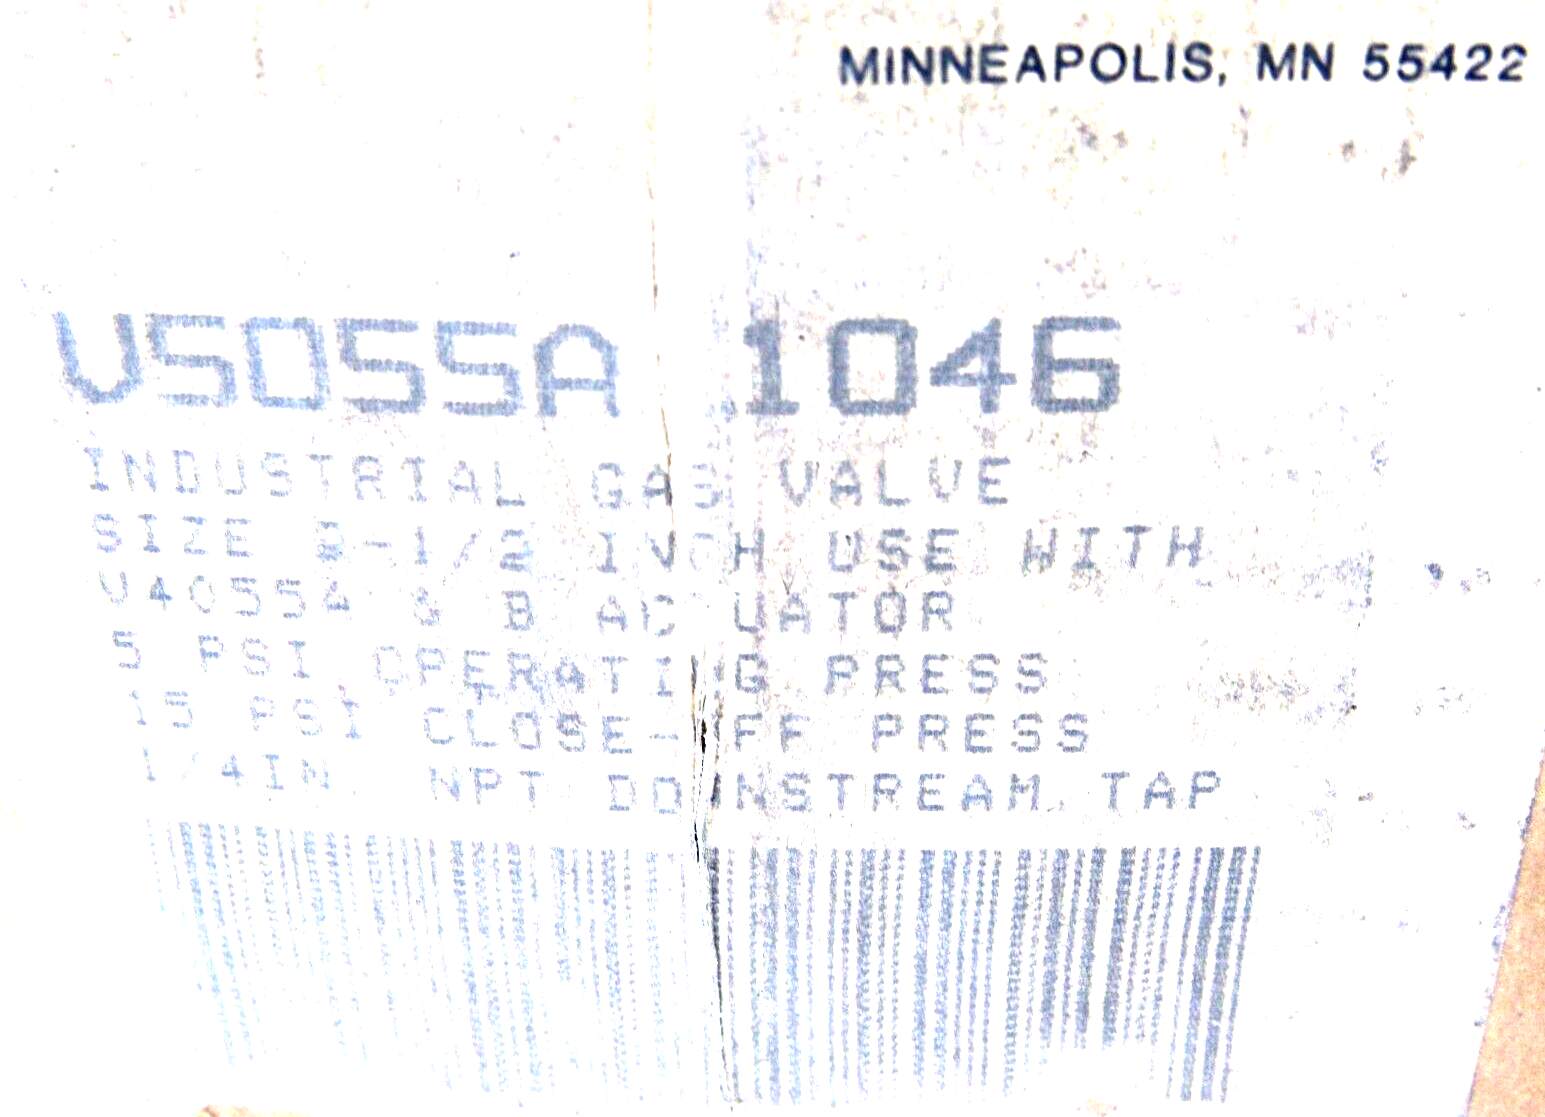 MINNEAPOLIS, MN 55422
V5055A 1046
INDUSTRIAL GAS VALVE
SIZE 2-1/2 INCH USE WITH
V4055A & B ACTUATOR
5 PSI OPERATING PRESS
15 PSI CLOSE-OFF PRESS
1/4IN NPT DOWNSTREAM TAP